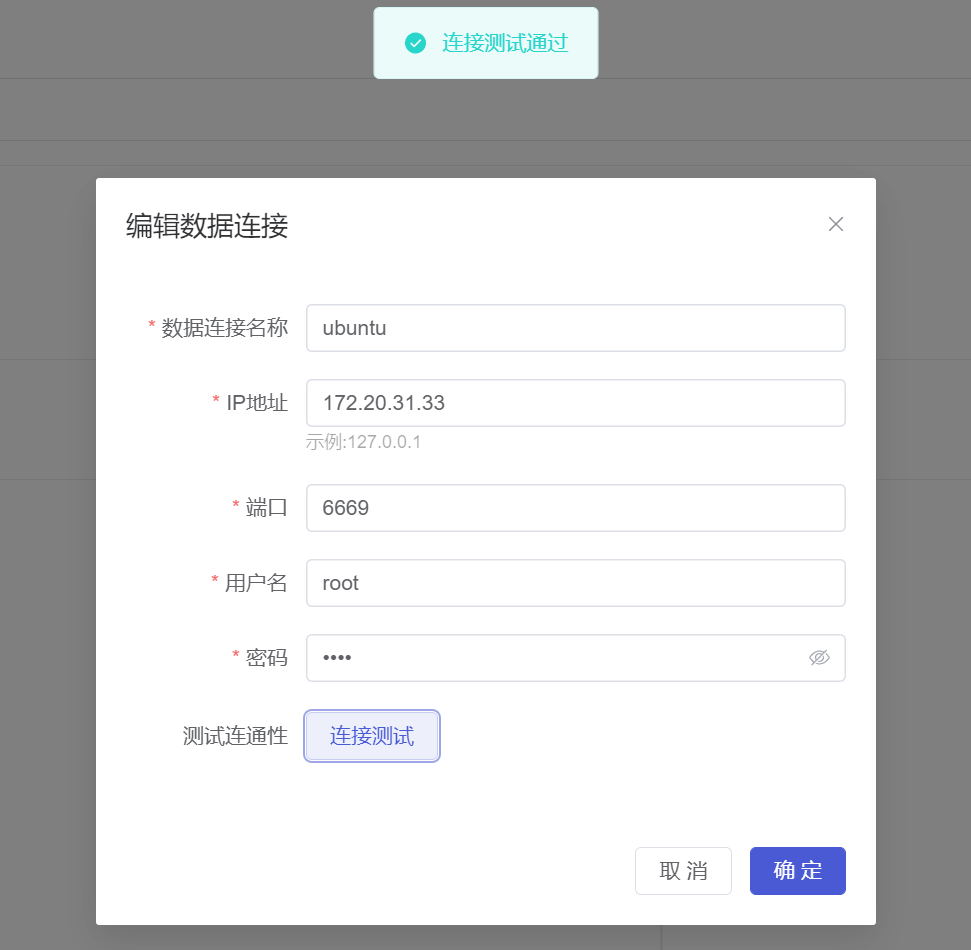 连接测试通过
编辑数据连接
* 数据连接名称 ubuntu
* IP地址 172.20.31.33
示例:127.0.0.1
* 端口 6669
* 用户名 root
* 密码 ••••
测试连通性 连接测试
取 消 确 定